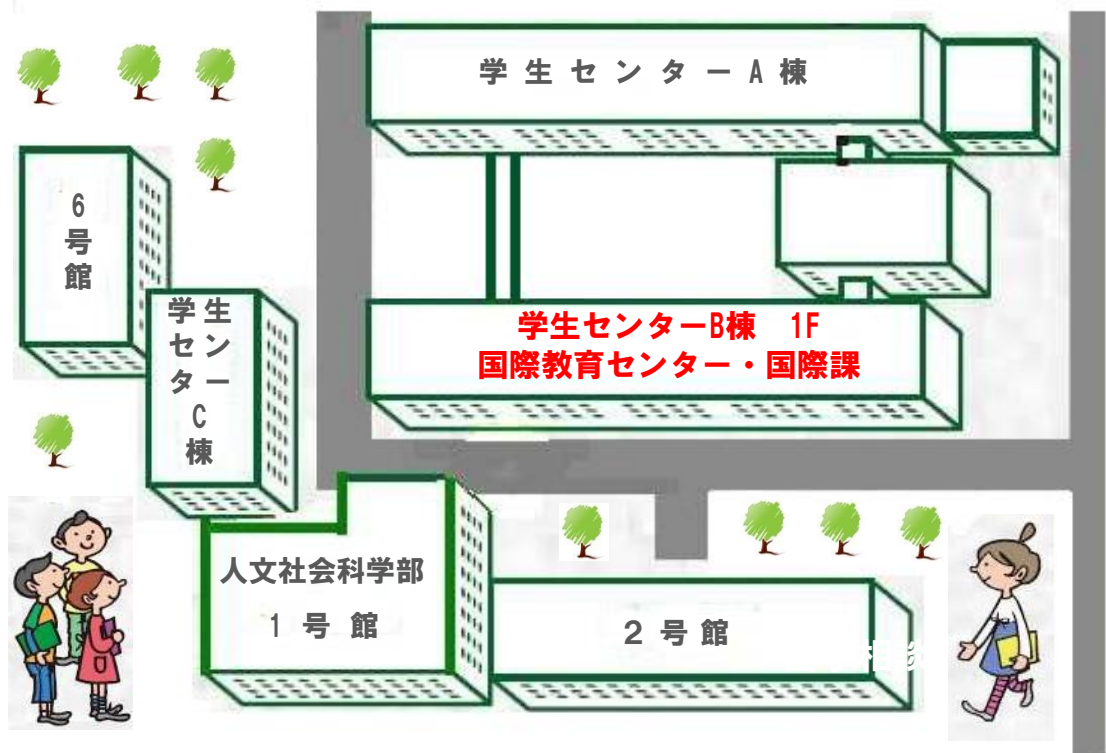 学生センターA棟
6号館
学生センターC棟
学生センターB棟 1F
国際教育センター・国際課
人文社会科学部
1号館
2号館